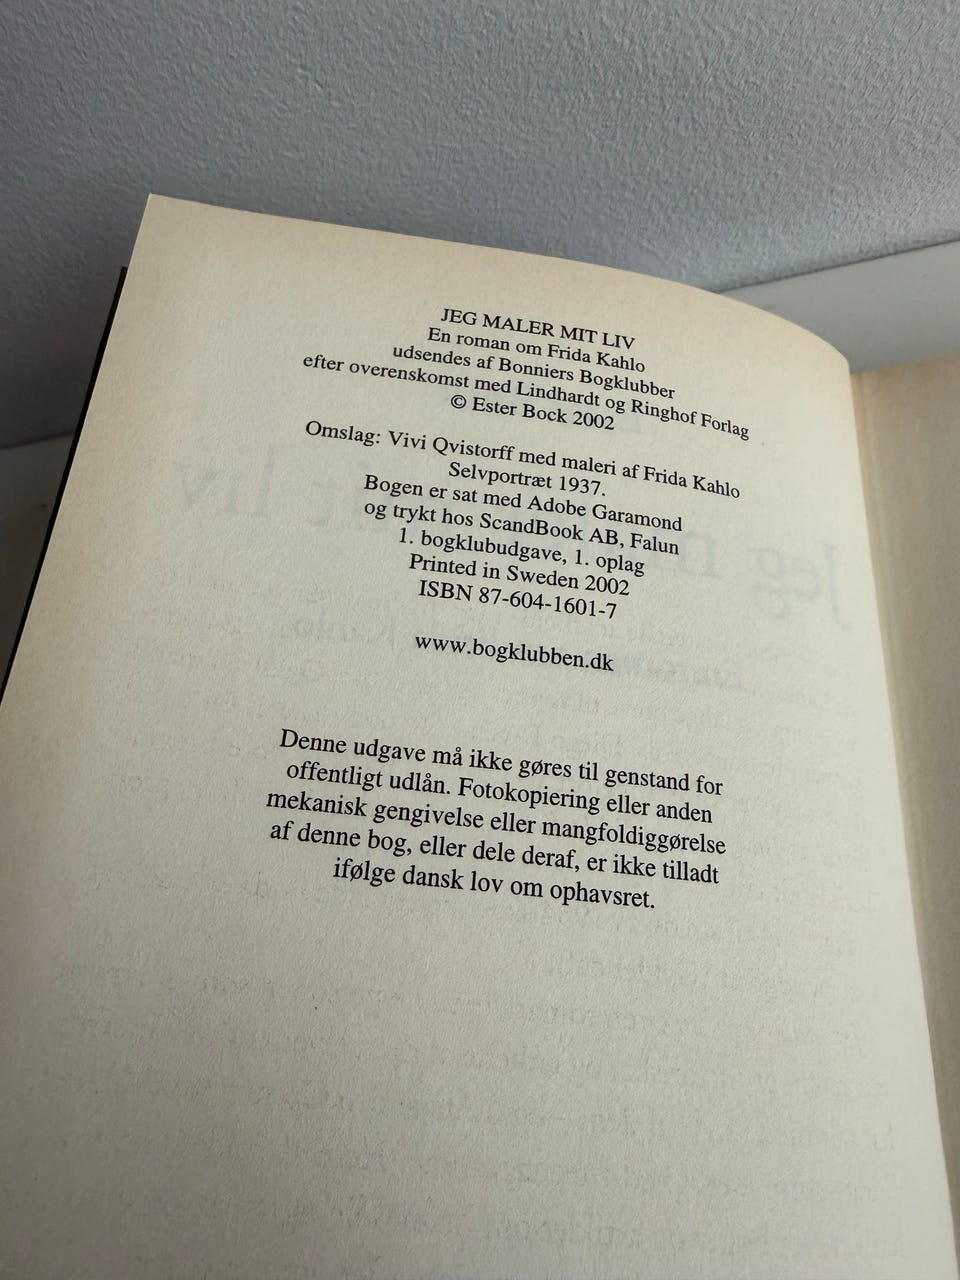 JEG MALER MIT LIV
En roman om Frida Kahlo
udsendes af Bonniers Bogklubber
efter overenskomst med Lindhardt og Ringhof Forlag
© Ester Bock 2002
Omslag: Vivi Qvistorff med maleri af Frida Kahlo
Selvportræt 1937.
Bogen er sat med Adobe Garamond
og trykt hos ScandBook AB, Falun
1. bogklubudgave, 1. oplag
Printed in Sweden 2002
ISBN 87-604-1601-7
www.bogklubben.dk
Denne udgave må ikke gøres til genstand for
offentligt udlån. Fotokopiering eller anden
mekanisk gengivelse eller mangfoldiggørelse
af denne bog, eller dele deraf, er ikke tilladt
ifølge dansk lov om ophavsret.